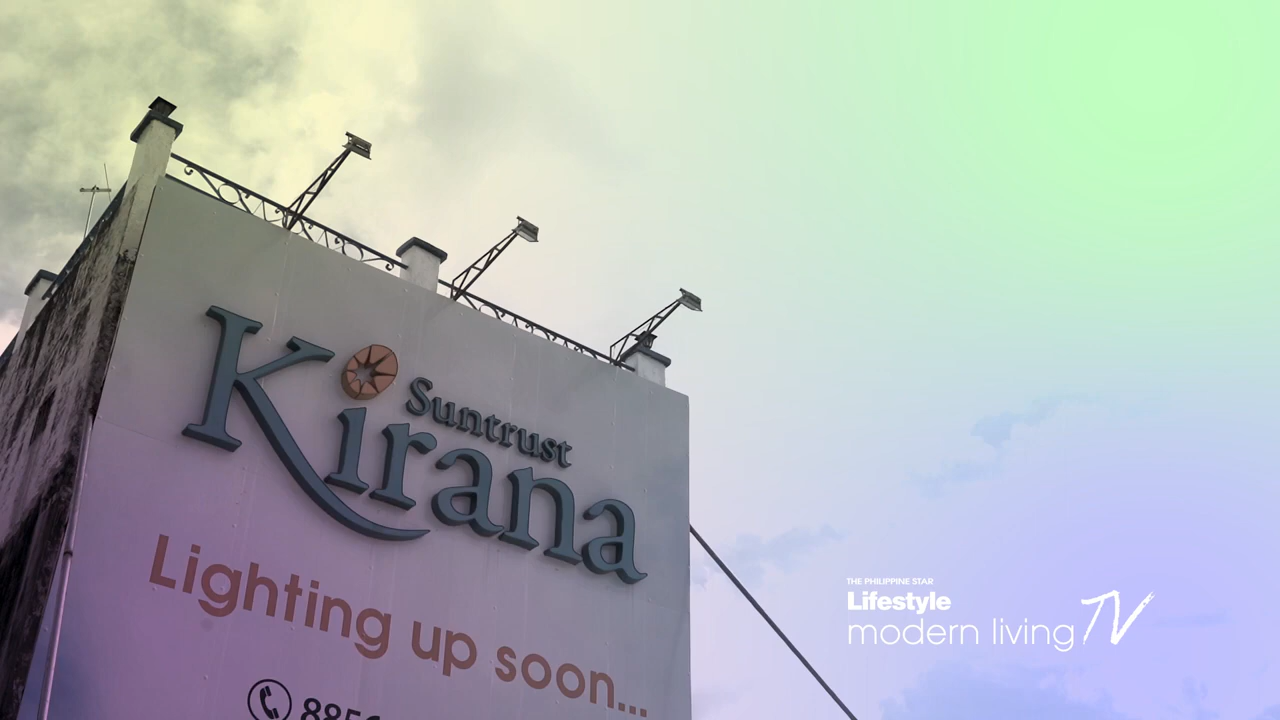 Suntrust
Kirana
Lighting up soon...
THE PHILIPPINE STAR
Lifestyle
modern living TV